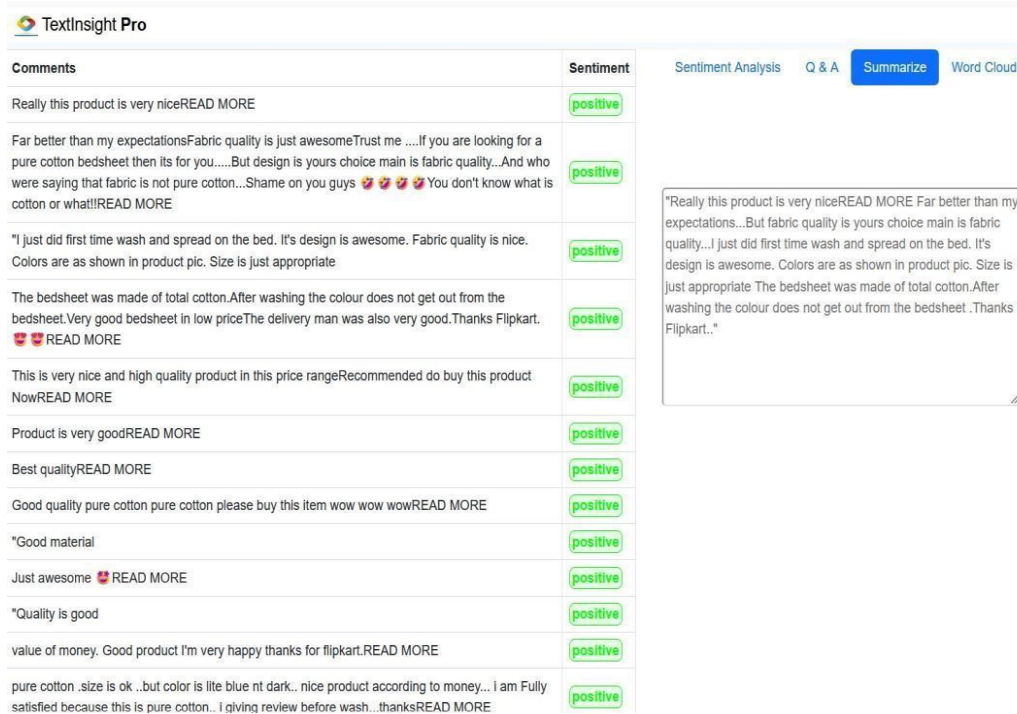 TextInsight Pro
Comments
Sentiment
Sentiment Analysis
Q & A
Summarize
Word Cloud
Really this product is very niceREAD MORE
positive
Far better than my expectationsFabric quality is just awesomeTrust me ....If you are looking for a
pure cotton bedsheet then its for you.....But design is yours choice main is fabric quality...And who
were saying that fabric is not pure cotton...Shame on you guys 🤣 🤣 🤣 🤣 You don't know what is
cotton or what!!READ MORE
positive
"I just did first time wash and spread on the bed. It's design is awesome. Fabric quality is nice.
Colors are as shown in product pic. Size is just appropriate
positive
The bedsheet was made of total cotton.After washing the colour does not get out from the
bedsheet.Very good bedsheet in low priceThe delivery man was also very good.Thanks Flipkart.
😍 😍 READ MORE
positive
This is very nice and high quality product in this price rangeRecommended do buy this product
NowREAD MORE
positive
Product is very goodREAD MORE
positive
Best qualityREAD MORE
positive
Good quality pure cotton pure cotton please buy this item wow wow wowREAD MORE
positive
"Good material
positive
Just awesome 🤩 READ MORE
positive
"Quality is good
positive
value of money. Good product I'm very happy thanks for flipkart.READ MORE
positive
pure cotton .size is ok ..but color is lite blue nt dark.. nice product according to money... i am Fully
satisfied because this is pure cotton.. i giving review before wash...thanksREAD MORE
positive
"Really this product is very niceREAD MORE Far better than my
expectations...But fabric quality is yours choice main is fabric
quality...I just did first time wash and spread on the bed. It's
design is awesome. Colors are as shown in product pic. Size is
just appropriate The bedsheet was made of total cotton.After
washing the colour does not get out from the bedsheet .Thanks
Flipkart.."